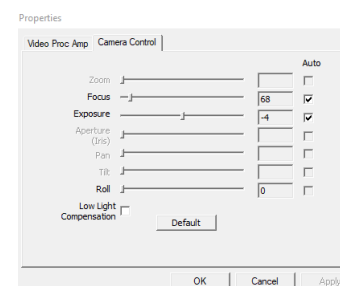 Properties
Video Proc Amp Camera Control
Auto
Zoom
Focus 68
Exposure -4
Aperture
(Iris)
Pan
Tilt
Roll 0
Low Light
Compensation
Default
OK Cancel Apply